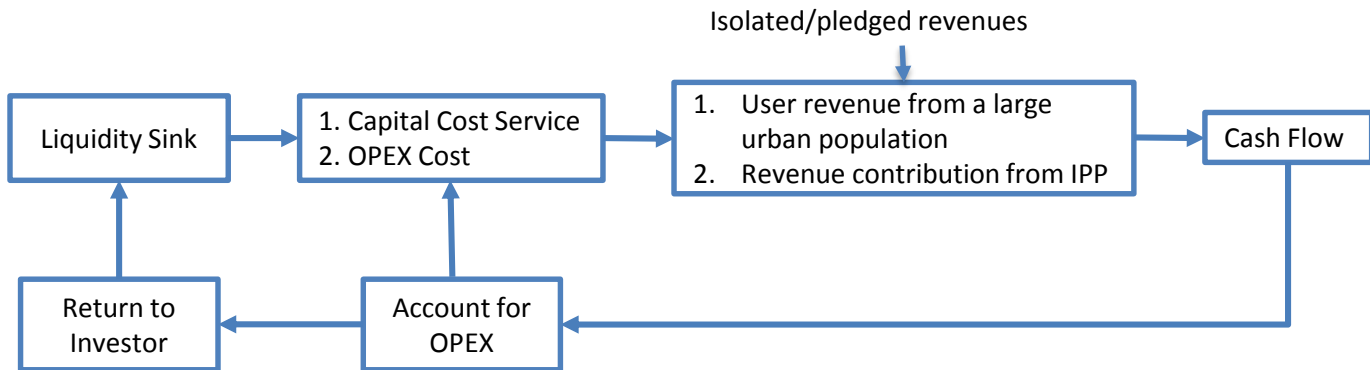 Isolated/pledged revenues
Liquidity Sink
1. Capital Cost Service
2. OPEX Cost
1. User revenue from a large
urban population
2. Revenue contribution from IPP
Cash Flow
Return to
Investor
Account for
OPEX